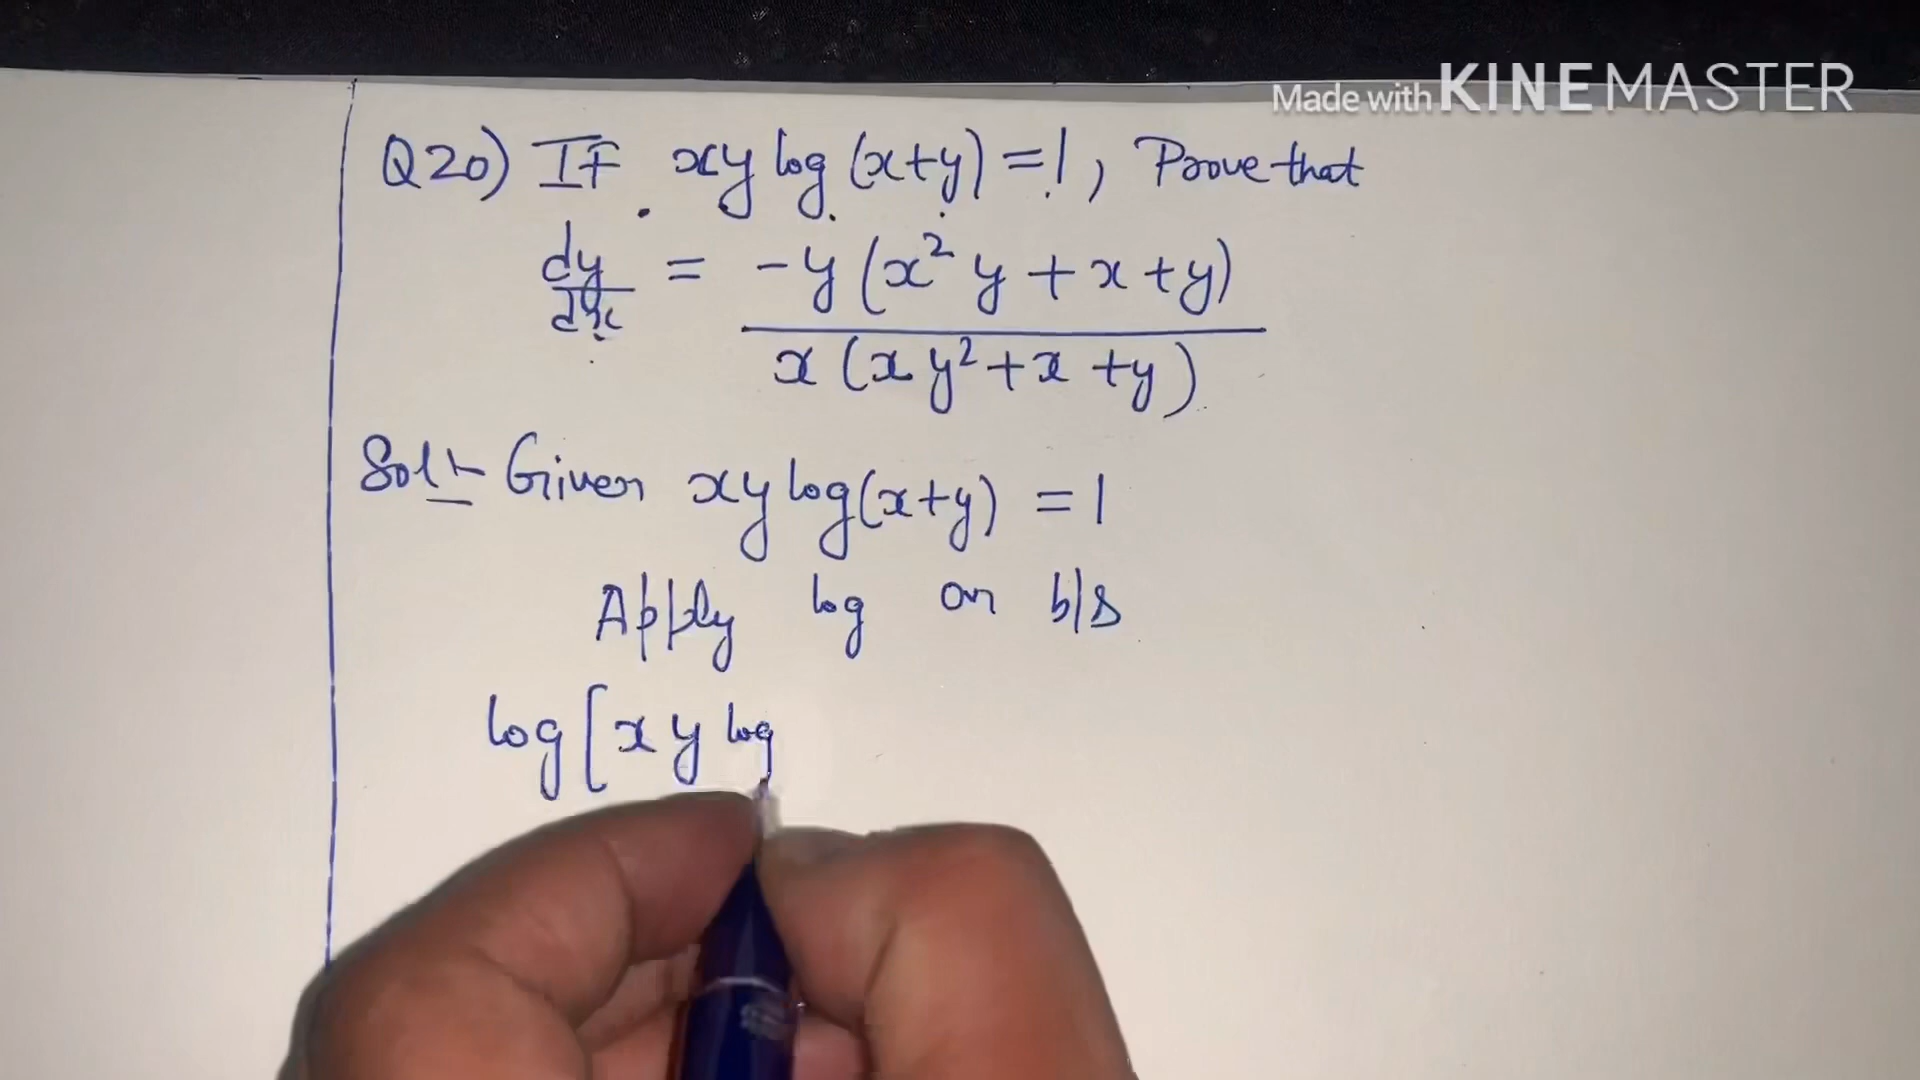 Made with KINEMASTER
Q20) IF xy log (x+y) = 1, Prove that
dy/dx = -y (x² y + x + y)
x (x y² + x + y)
Sol:- Given xy log(x+y) = 1
Apply log on b/s
log [ x y log